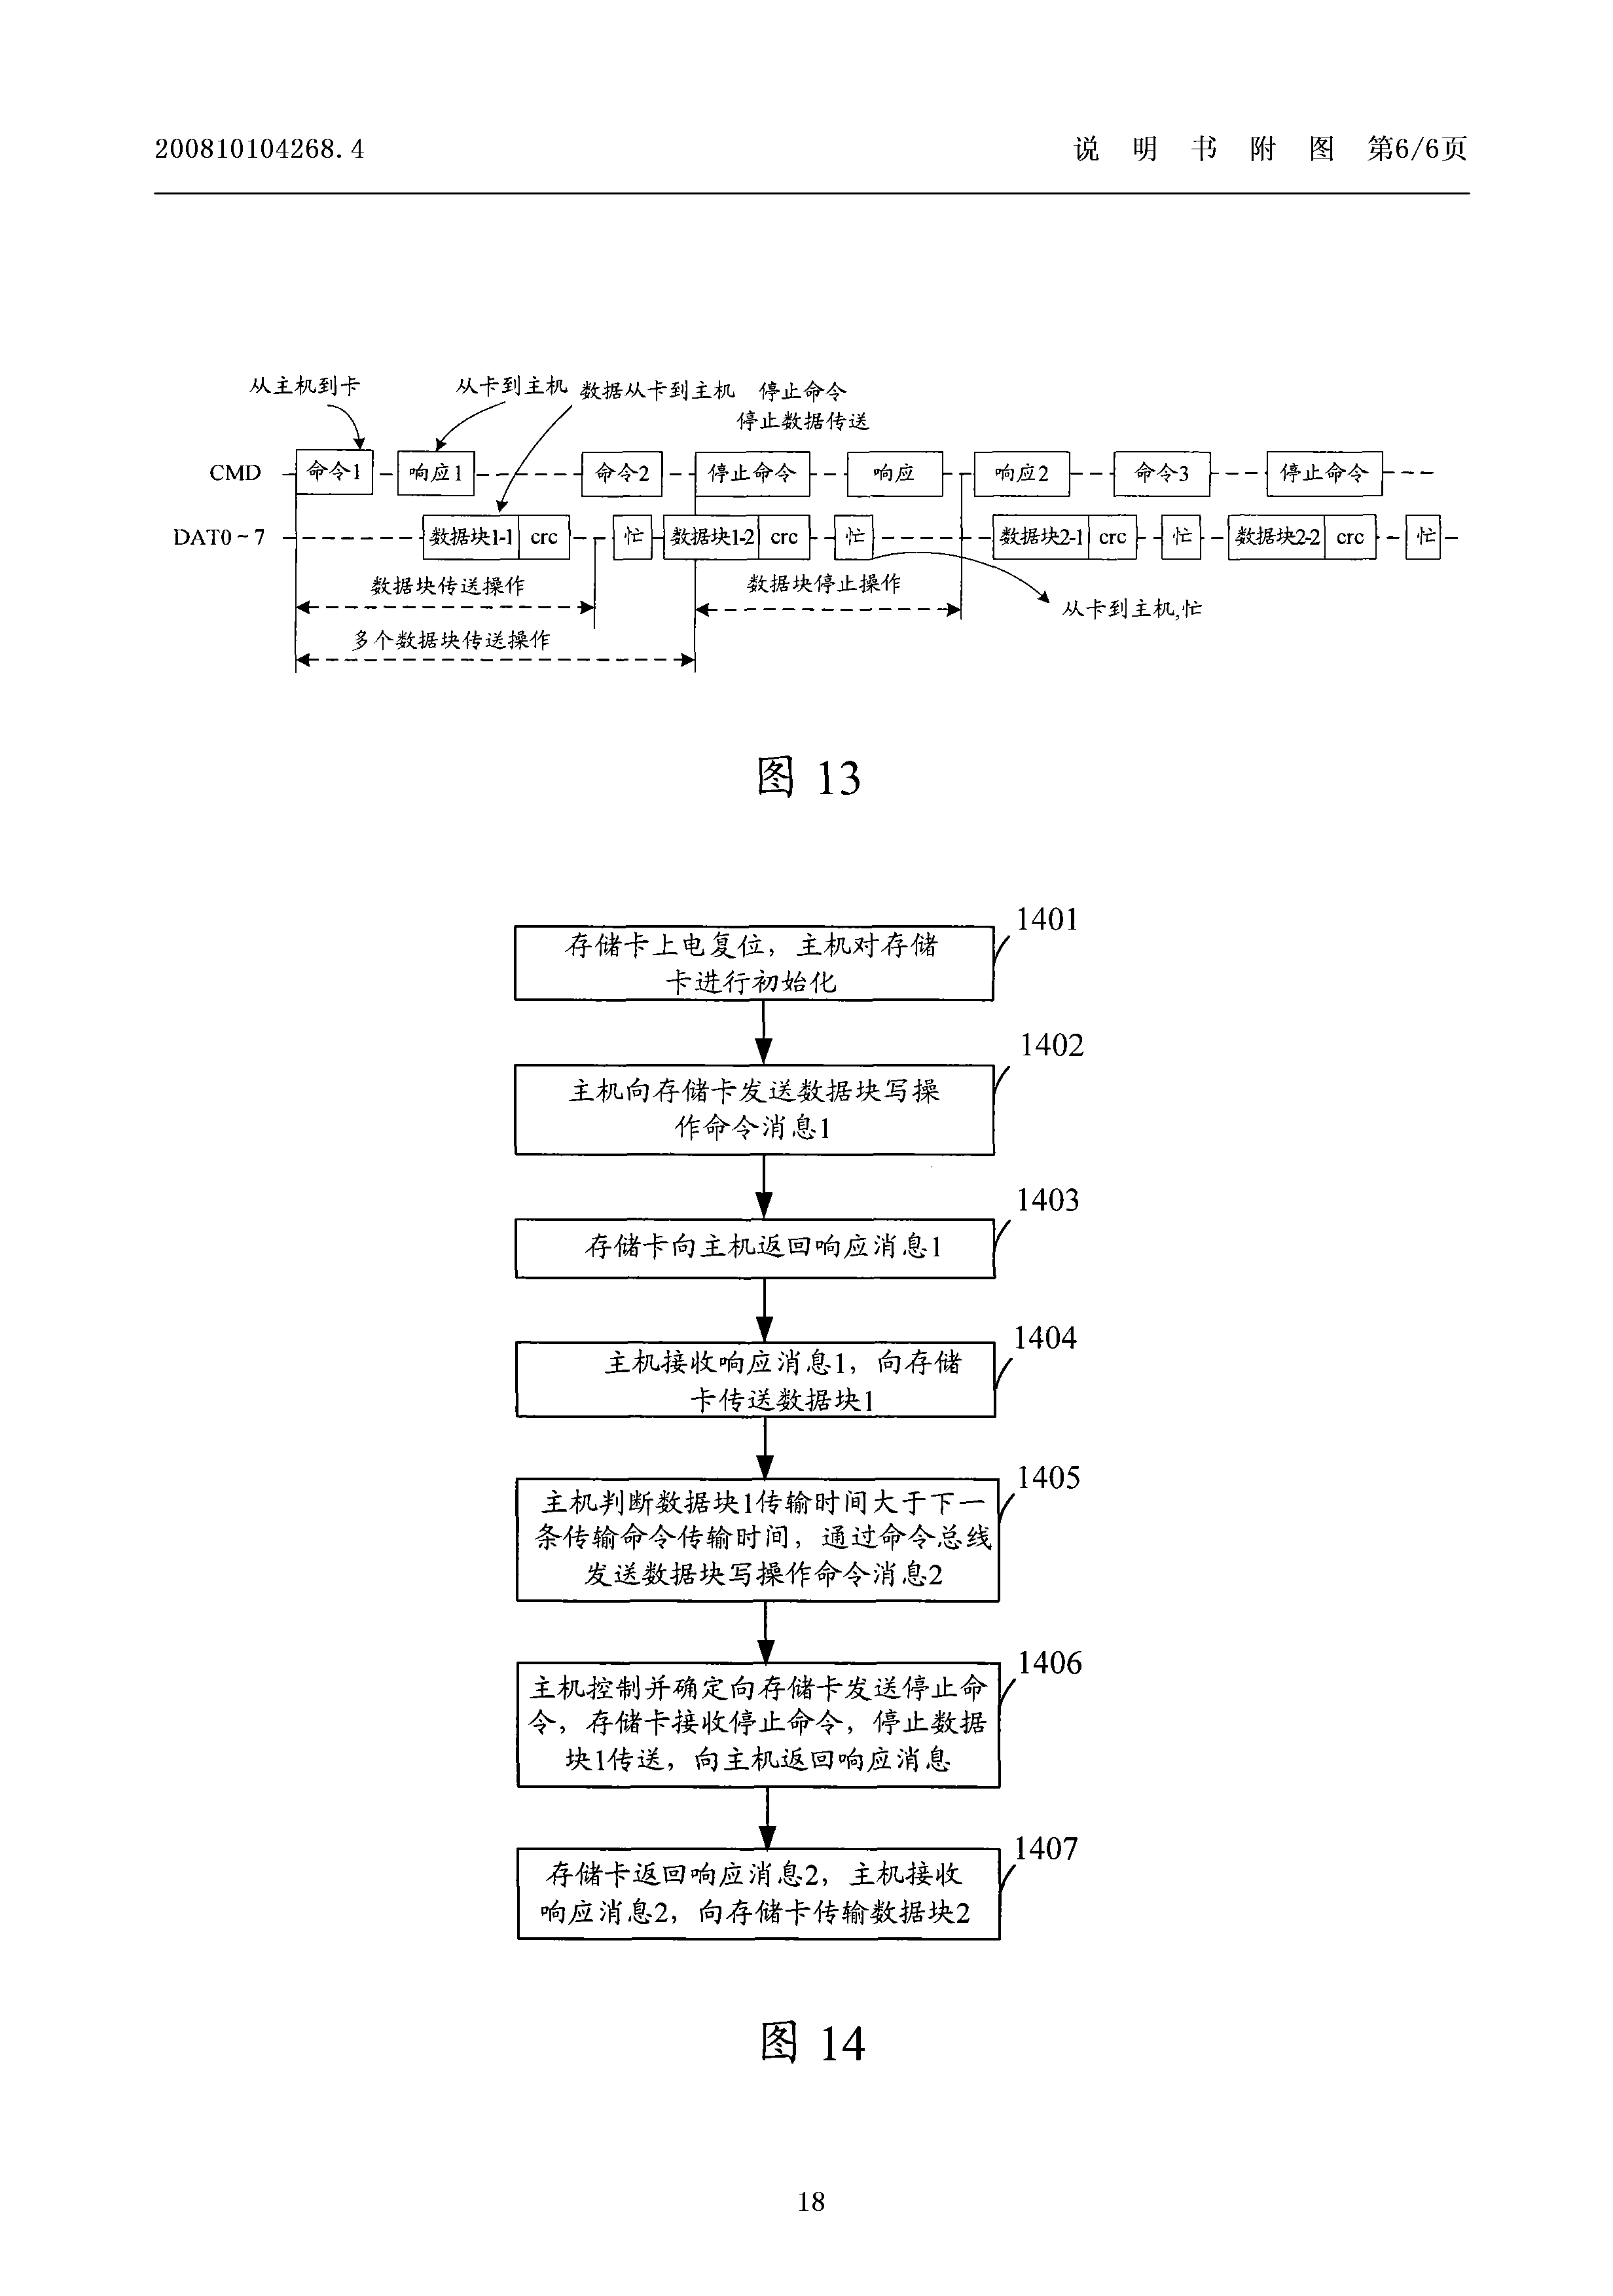 200810104268.4 说 明 书 附 图 第6/6页
从主机到卡 从卡到主机 数据从卡到主机 停止命令
停止数据传送
CMD 命令1 响应1 命令2 停止命令 响应 响应2 命令3 停止命令
DAT0~7 数据块1-1 crc 忙 数据块1-2 crc 忙 数据块2-1 crc 忙 数据块2-2 crc 忙
数据块传送操作 数据块停止操作
从卡到主机,忙
多个数据块传送操作
图 13
1401
存储卡上电复位，主机对存储
卡进行初始化
1402
主机向存储卡发送数据块写操
作命令消息1
1403
存储卡向主机返回响应消息1
1404
主机接收响应消息1，向存储
卡传送数据块1
1405
主机判断数据块1传输时间大于下一
条传输命令传输时间，通过命令总线
发送数据块写操作命令消息2
1406
主机控制并确定向存储卡发送停止命
令，存储卡接收停止命令，停止数据
块1传送，向主机返回响应消息
1407
存储卡返回响应消息2，主机接收
响应消息2，向存储卡传输数据块2
图 14
18